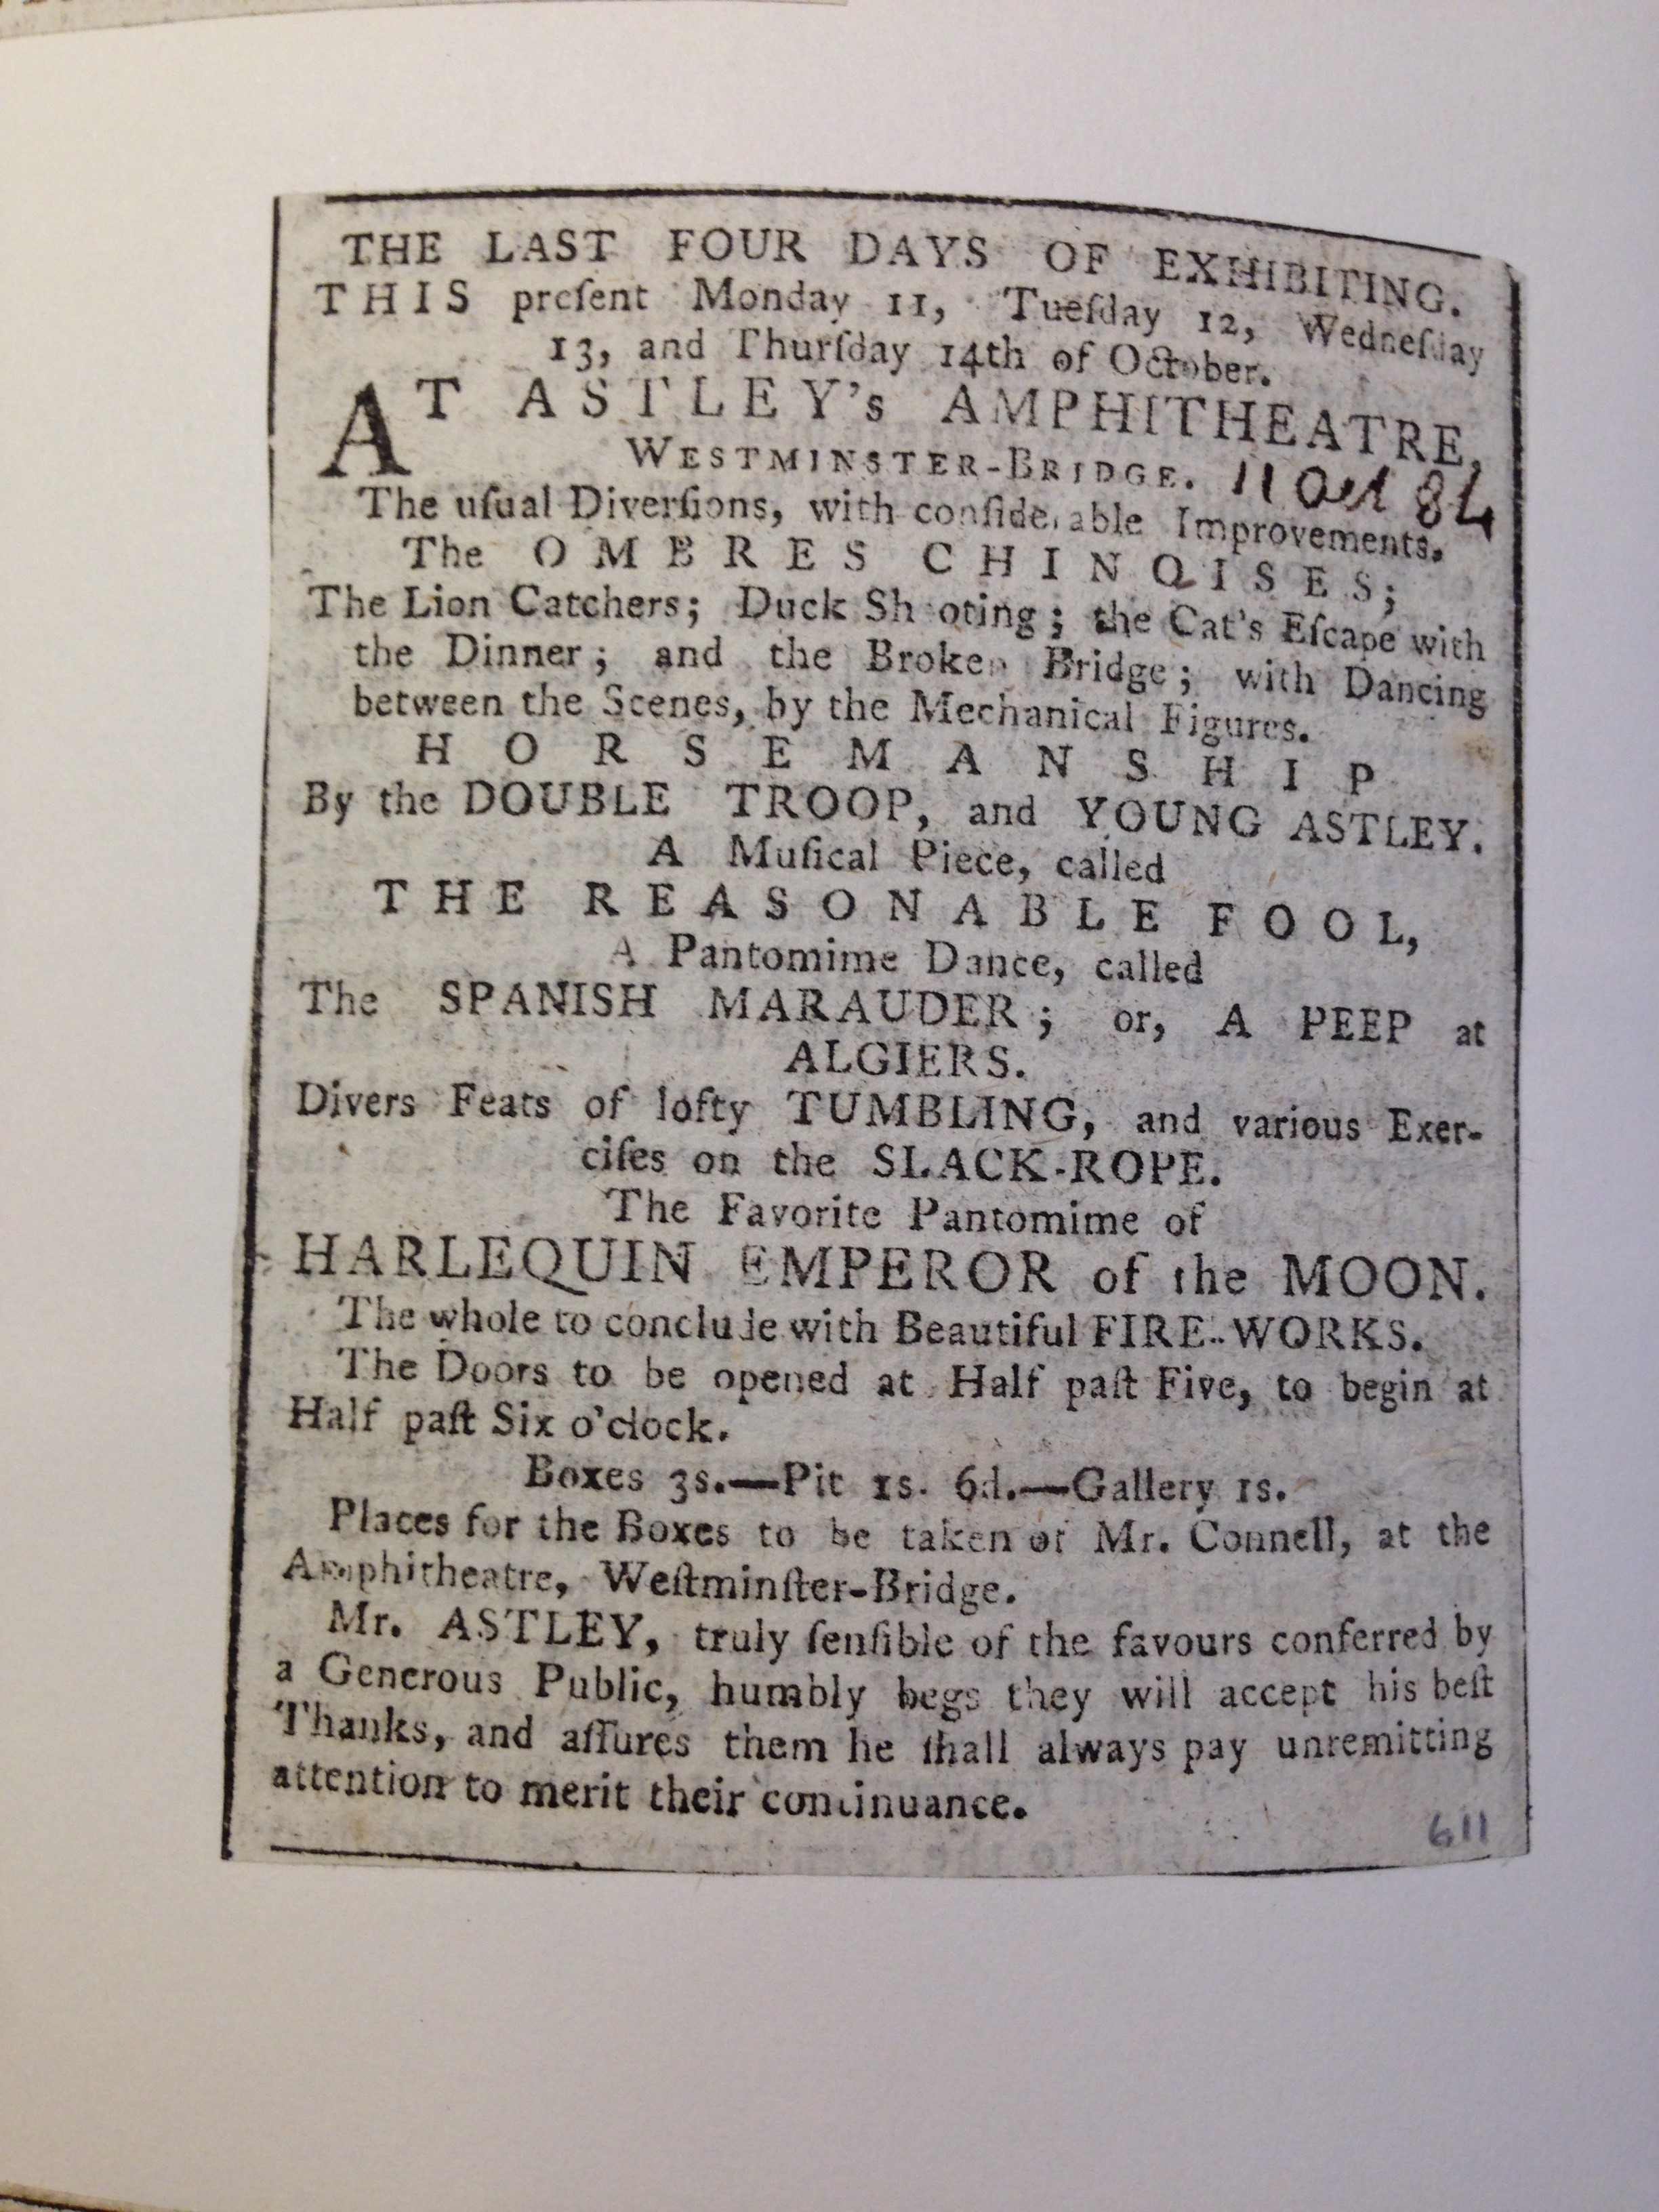 THE LAST FOUR DAYS OF EXHIBITING.
THIS preſent Monday 11, Tueſday 12, Wedneſday
13, and Thurſday 14th of October.
AT ASTLEY's AMPHITHEATRE,
WESTMINSTER-BRIDGE. 11 Oct 84
The uſual Diverſions, with conſiderable Improvements.
The OMBRES CHINOISES;
The Lion Catchers; Duck Sh oting; the Cat's Eſcape with
the Dinner; and the Broken Bridge; with Dancing
between the Scenes, by the Mechanical Figures.
HORSEMANSHIP
By the DOUBLE TROOP, and YOUNG ASTLEY.
A Muſical Piece, called
THE REASONABLE FOOL,
A Pantomime Dance, called
The SPANISH MARAUDER; or, A PEEP at
ALGIERS.
Divers Feats of lofty TUMBLING, and various Exer-
ciſes on the SLACK-ROPE.
The Favorite Pantomime of
HARLEQUIN EMPEROR of the MOON.
The whole to conclude with Beautiful FIRE-WORKS.
The Doors to be opened at Half paſt Five, to begin at
Half paſt Six o'clock.
Boxes 3s.—Pit 1s. 6d.—Gallery 1s.
Places for the Boxes to be taken of Mr. Connell, at the
Amphitheatre, Weſtminſter-Bridge.
Mr. ASTLEY, truly ſenſible of the favours conferred by
a Generous Public, humbly begs they will accept his beſt
Thanks, and aſſures them he ſhall always pay unremitting
attention to merit their continuance.
611